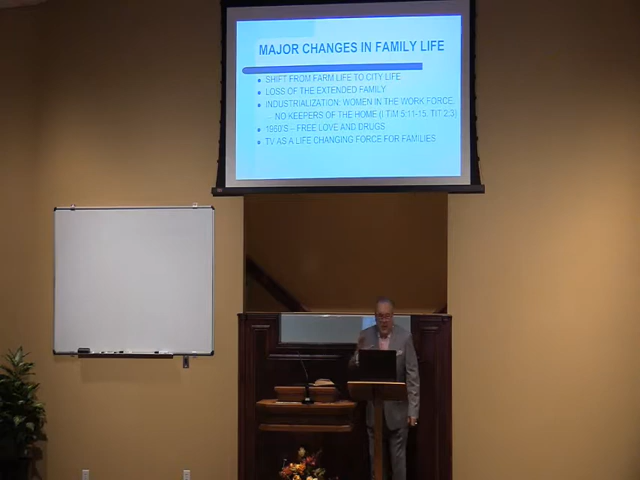 MAJOR CHANGES IN FAMILY LIFE
SHIFT FROM FARM LIFE TO CITY LIFE
LOSS OF THE EXTENDED FAMILY
INDUSTRIALIZATION: WOMEN IN THE WORK FORCE,
... NO KEEPERS OF THE HOME (I TIM 5:11-15. TIT 2:3)
1950'S – FREE LOVE AND DRUGS
TV AS A LIFE CHANGING FORCE FOR FAMILIES